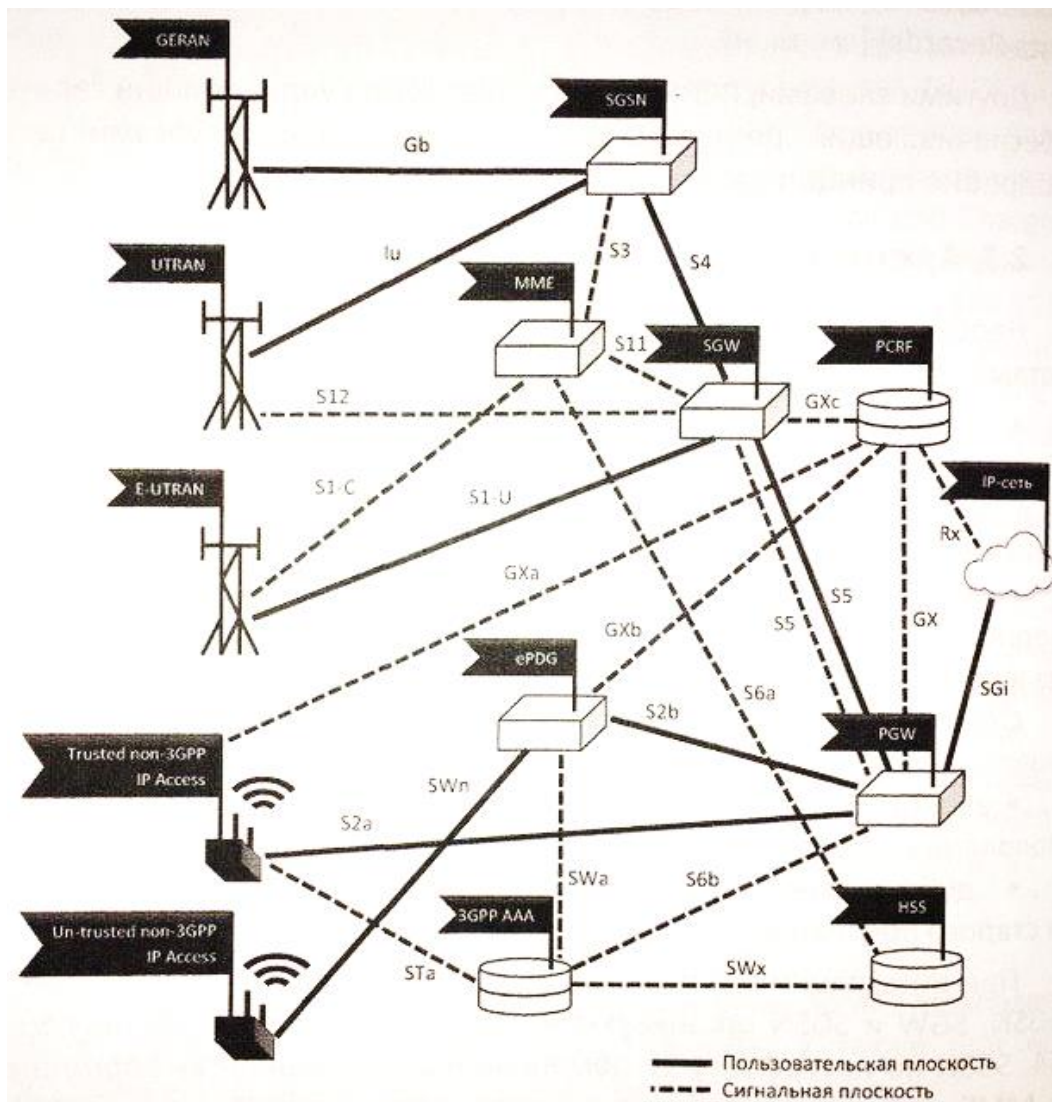 GERAN
SGSN
Gb
Iu
UTRAN
S3
S4
MME
S11
SGW
PCRF
S12
GXc
E-UTRAN
S1-C
S1-U
IP-сеть
Rx
GXa
GXb
S5
S5
GX
ePDG
S6a
SGi
S2b
PGW
Trusted non-3GPP
IP Access
SWn
S2a
SWa
S6b
3GPP AAA
HSS
Un-trusted non-3GPP
IP Access
STa
SWx
Пользовательская плоскость
Сигнальная плоскость